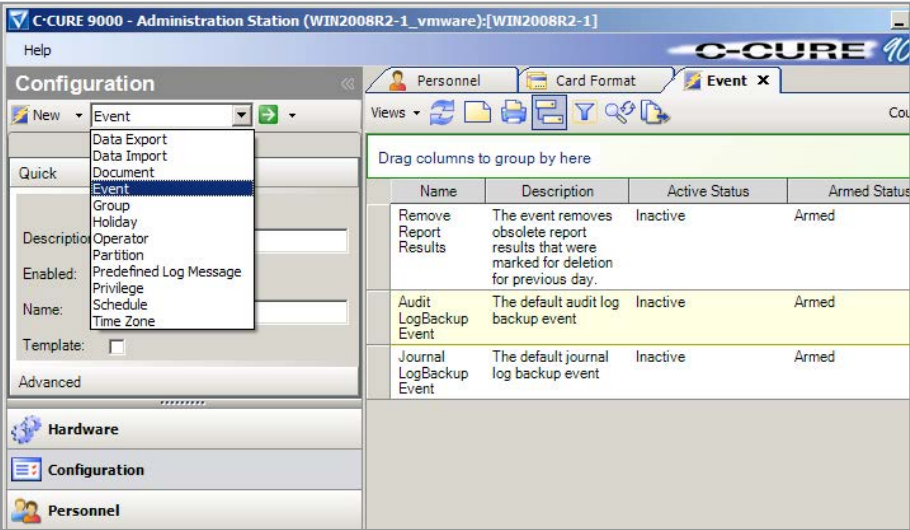 C•CURE 9000 - Administration Station (WIN2008R2-1_vmware):[WIN2008R2-1]
Help
C-CURE 90
Configuration
New
Event
Data Export
Data Import
Document
Event
Group
Holiday
Operator
Partition
Predefined Log Message
Privilege
Schedule
Time Zone
Quick
Enabled:
Name:
Template:
Advanced
Hardware
Configuration
Personnel
Personnel
Card Format
Event X
Views
Drag columns to group by here
Name Description Active Status Armed Status
Remove The event removes Inactive Armed
Report obsolete report
Results results that were
marked for deletion
for previous day.
Audit The default audit log Inactive Armed
LogBackup backup event
Event
Journal The default journal Inactive Armed
LogBackup log backup event
Event